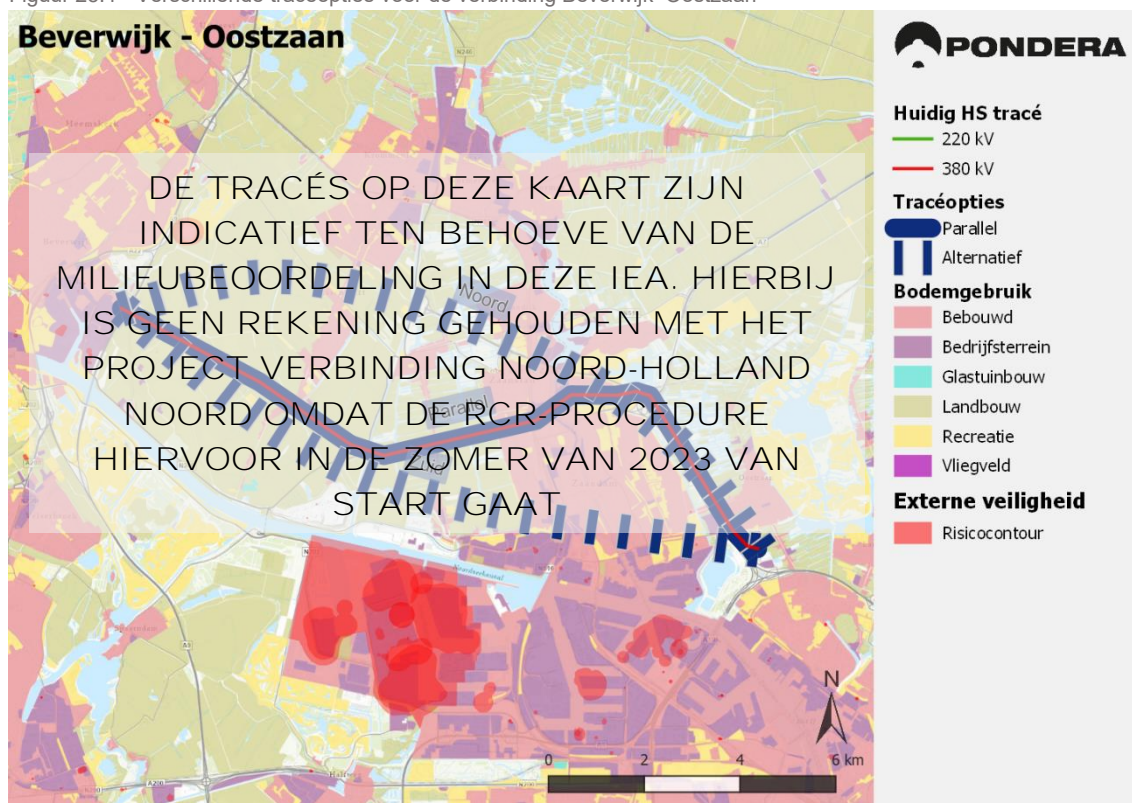 Beverwijk - Oostzaan
DE TRACÉS OP DEZE KAART ZIJN
INDICATIEF TEN BEHOEVE VAN DE
MILIEUBEOORDELING IN DEZE IEA. HIERBIJ
IS GEEN REKENING GEHOUDEN MET HET
PROJECT VERBINDING NOORD-HOLLAND
NOORD OMDAT DE RCR-PROCEDURE
HIERVOOR IN DE ZOMER VAN 2023 VAN
START GAAT
Noord
Parallel
Zuid
Noordzeekanaal
N
0 2 4 6 km
PONDERA
Huidig HS tracé
220 kV
380 kV
Tracéopties
Parallel
Alternatief
Bodemgebruik
Bebouwd
Bedrijfsterrein
Glastuinbouw
Landbouw
Recreatie
Vliegveld
Externe veiligheid
Risicocontour